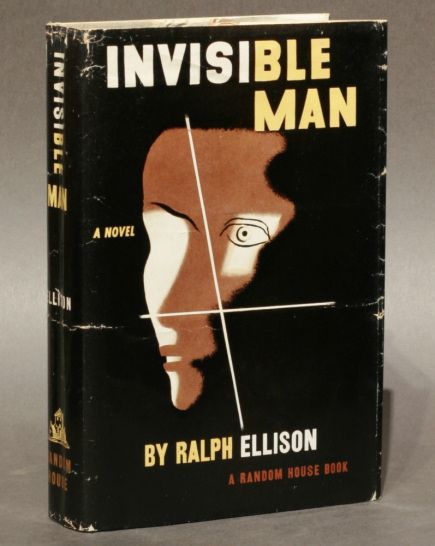 INVISIBLE MAN
ELLISON
RANDOM
HOUSE
INVISIBLE
MAN
A NOVEL
BY RALPH ELLISON
A RANDOM HOUSE BOOK